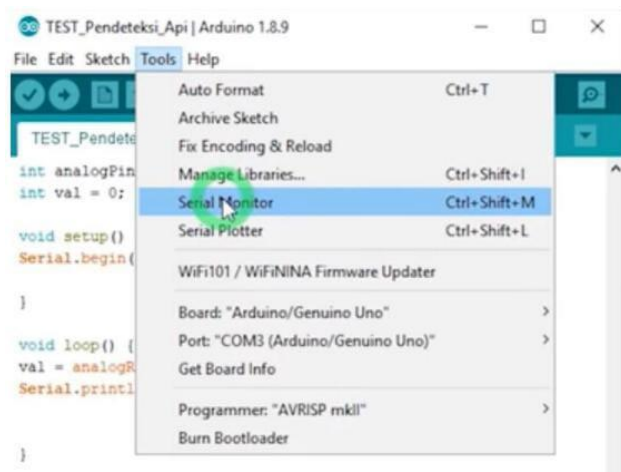 TEST_Pendeteksi_Api | Arduino 1.8.9
File Edit Sketch Tools Help
Auto Format Ctrl+T
Archive Sketch
TEST_Pendete
Fix Encoding & Reload
int analogPin
Manage Libraries... Ctrl+Shift+I
int val = 0;
Serial Monitor Ctrl+Shift+M
void setup()
Serial Plotter Ctrl+Shift+L
Serial.begin(
WiFi101 / WiFiNINA Firmware Updater
}
Board: "Arduino/Genuino Uno"
void loop() {
Port: "COM3 (Arduino/Genuino Uno)"
val = analogR
Get Board Info
Serial.printl
Programmer: "AVRISP mkII"
Burn Bootloader
}